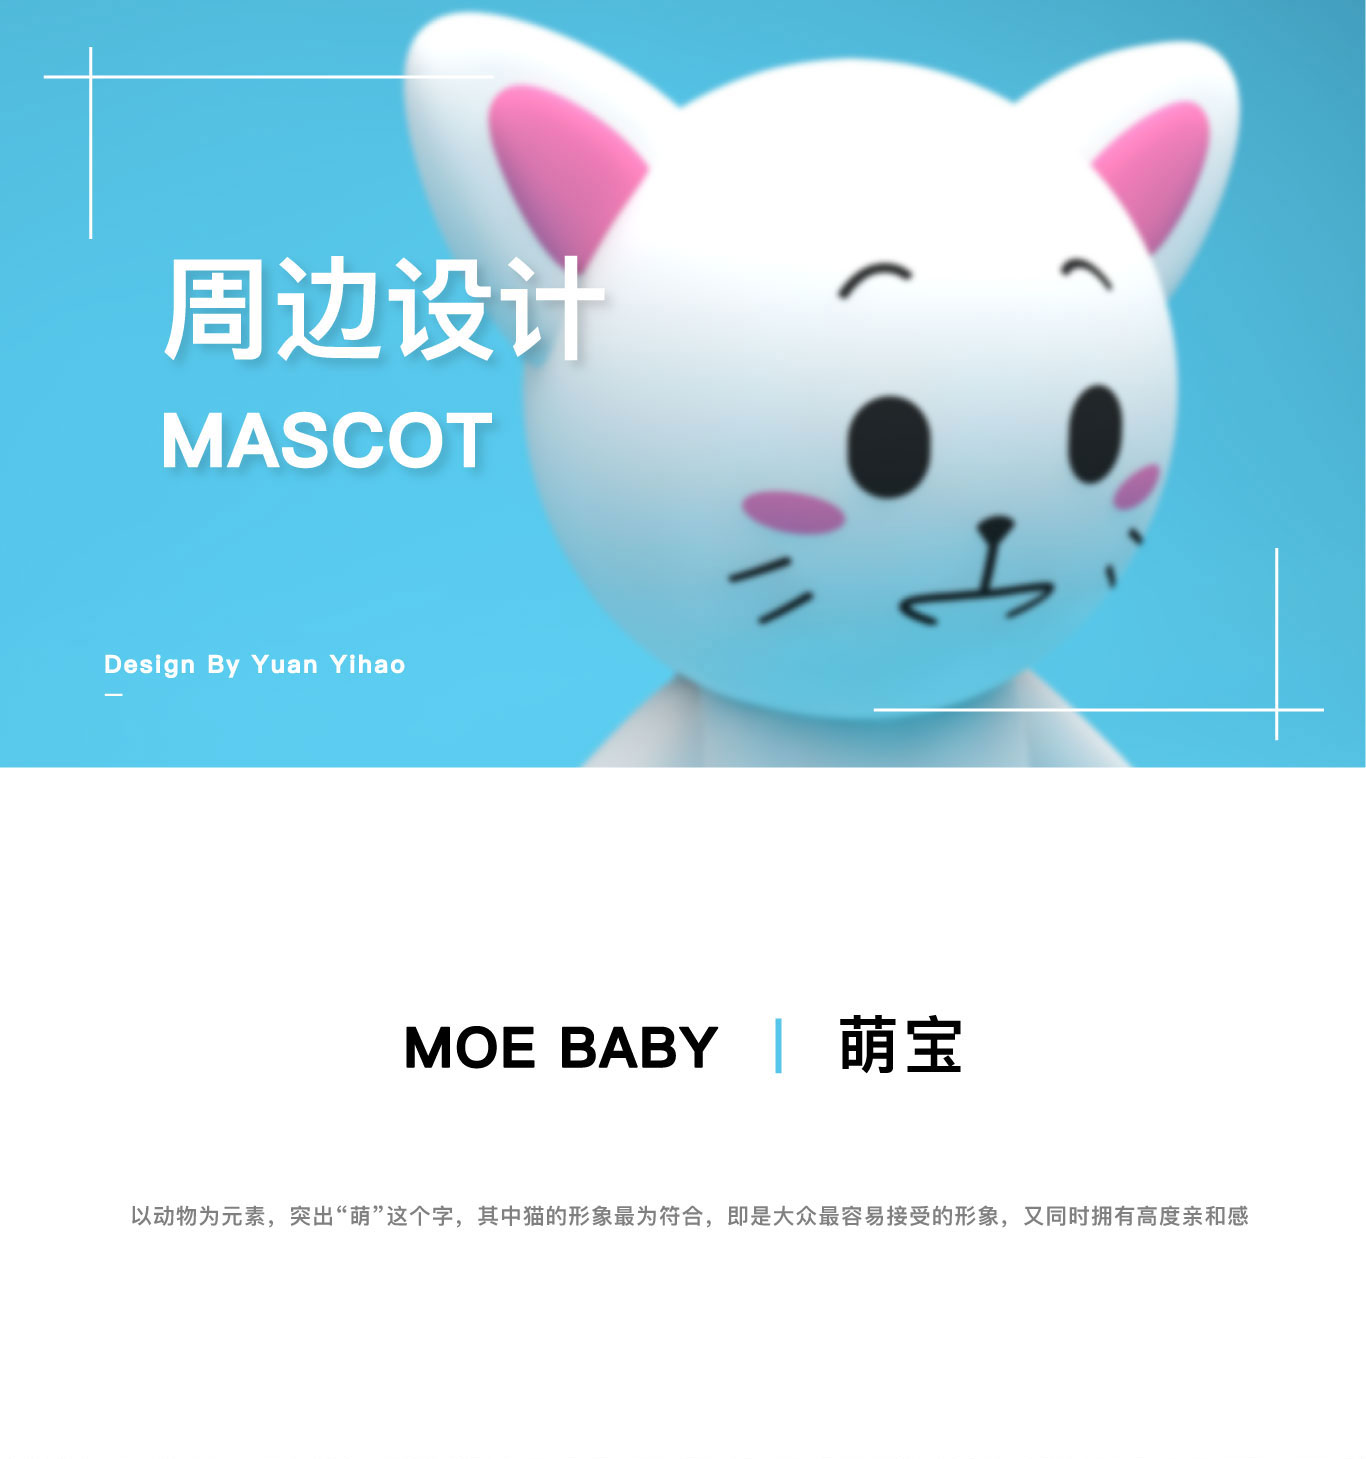 周边设计
MASCOT
Design By Yuan Yihao
MOE BABY | 萌宝
以动物为元素，突出“萌”这个字，其中猫的形象最为符合，即是大众最容易接受的形象，又同时拥有高度亲和感